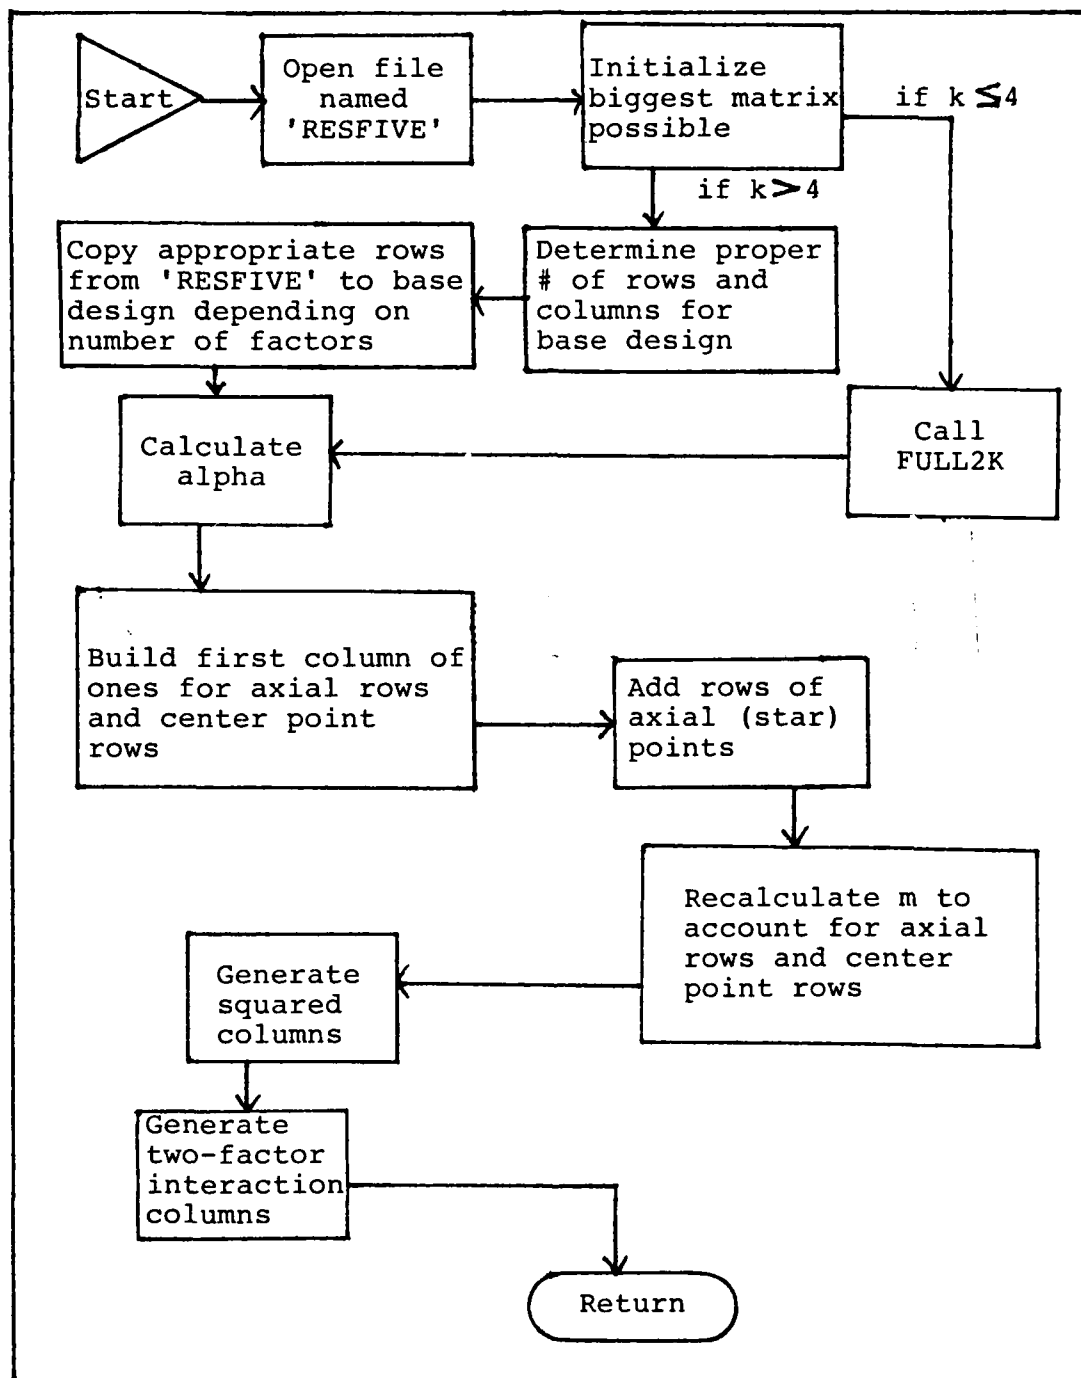 Start
Open file
named
'RESFIVE'
Initialize
biggest matrix
possible
if k ≤ 4
if k > 4
Copy appropriate rows
from 'RESFIVE' to base
design depending on
number of factors
Determine proper
# of rows and
columns for
base design
Calculate
alpha
Call
FULL2K
Build first column of
ones for axial rows
and center point
rows
Add rows of
axial (star)
points
Recalculate m to
account for axial
rows and center
point rows
Generate
squared
columns
Generate
two-factor
interaction
columns
Return